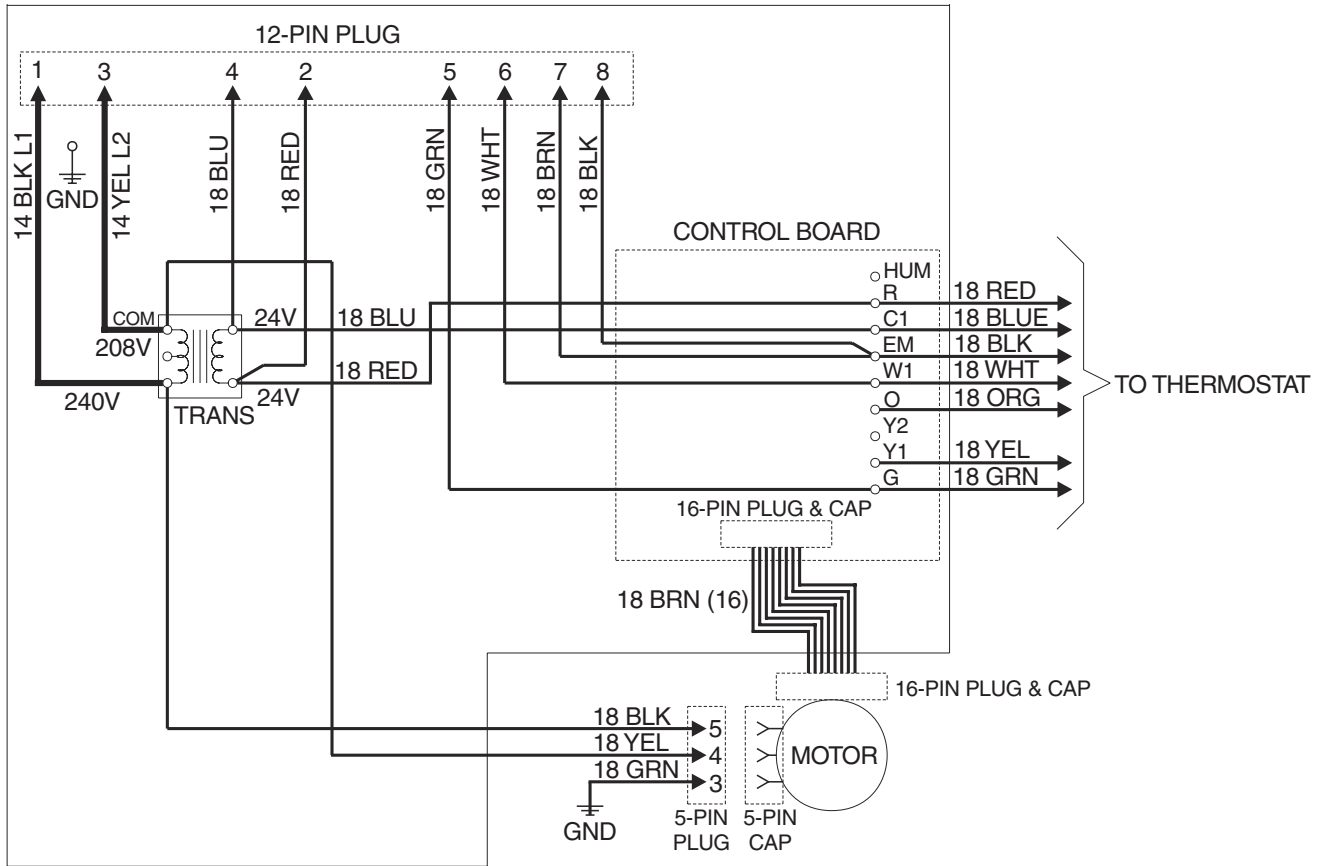 12-PIN PLUG
1 3 4 2 5 6 7 8
14 BLK L1
GND
14 YEL L2
18 BLU
18 RED
18 GRN
18 WHT
18 BRN
18 BLK
CONTROL BOARD
HUM
R 18 RED
C1 18 BLUE
EM 18 BLK
W1 18 WHT
O 18 ORG
Y2
Y1 18 YEL
G 18 GRN
TO THERMOSTAT
COM
208V
240V
24V
24V
TRANS
18 BLU
18 RED
16-PIN PLUG & CAP
18 BRN (16)
16-PIN PLUG & CAP
18 BLK 5
18 YEL 4
18 GRN 3
GND
5-PIN
PLUG
5-PIN
CAP
MOTOR